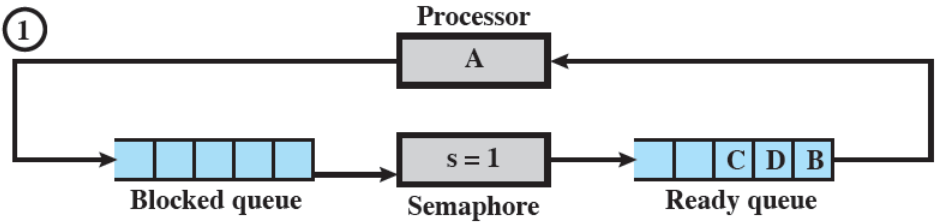 1
Processor
A
s = 1
C D B
Blocked queue
Semaphore
Ready queue